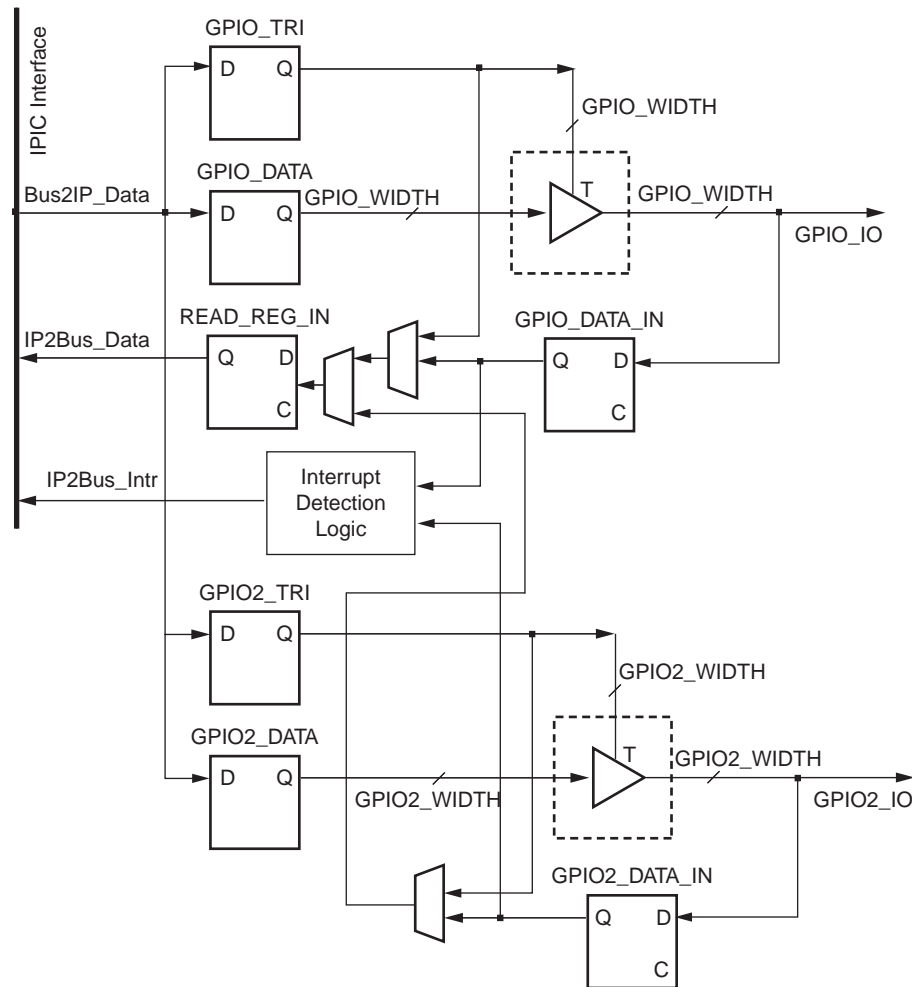 GPIO_TRI
D Q
IPIC Interface
GPIO_WIDTH
GPIO_DATA
Bus2IP_Data
D Q
GPIO_WIDTH
T
GPIO_WIDTH
GPIO_IO
READ_REG_IN
GPIO_DATA_IN
IP2Bus_Data
Q D
C
Q D
C
IP2Bus_Intr
Interrupt
Detection
Logic
GPIO2_TRI
D Q
GPIO2_WIDTH
GPIO2_DATA
D Q
GPIO2_WIDTH
T
GPIO2_WIDTH
GPIO2_IO
GPIO2_DATA_IN
Q D
C